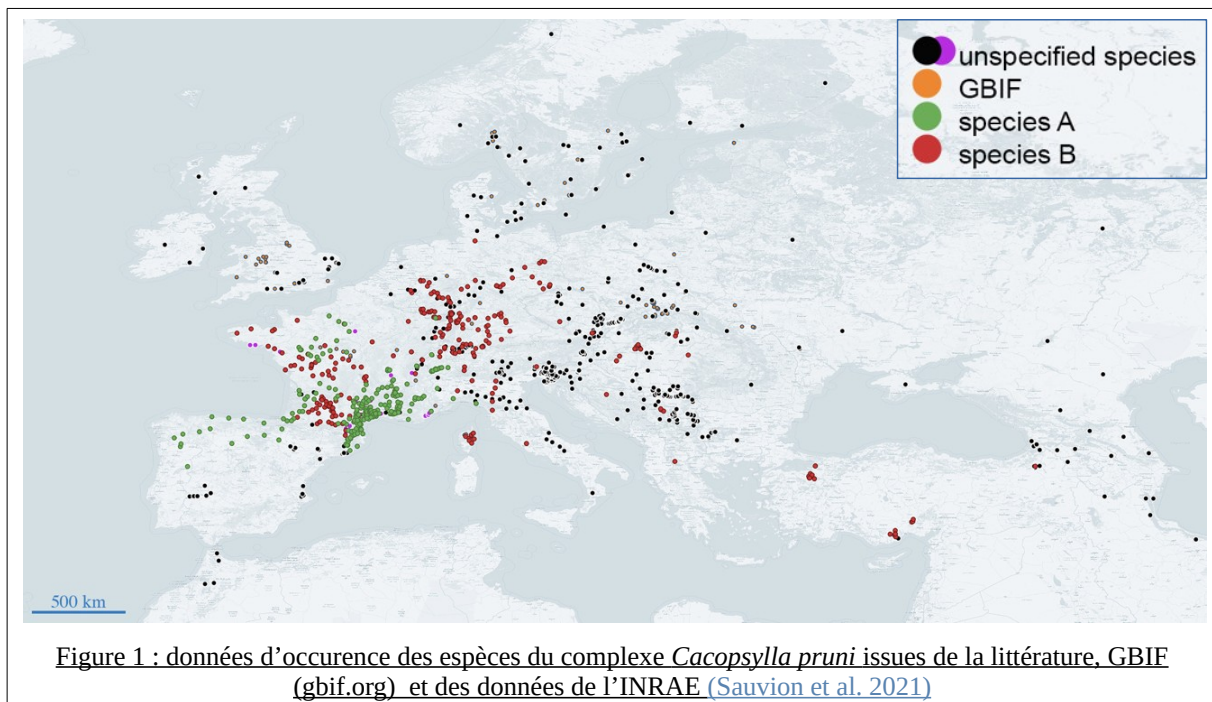 unspecified species
GBIF
species A
species B
500 km
Figure 1 : données d’occurence des espèces du complexe Cacopsylla pruni issues de la littérature, GBIF
(gbif.org) et des données de l’INRAE (Sauvion et al. 2021)